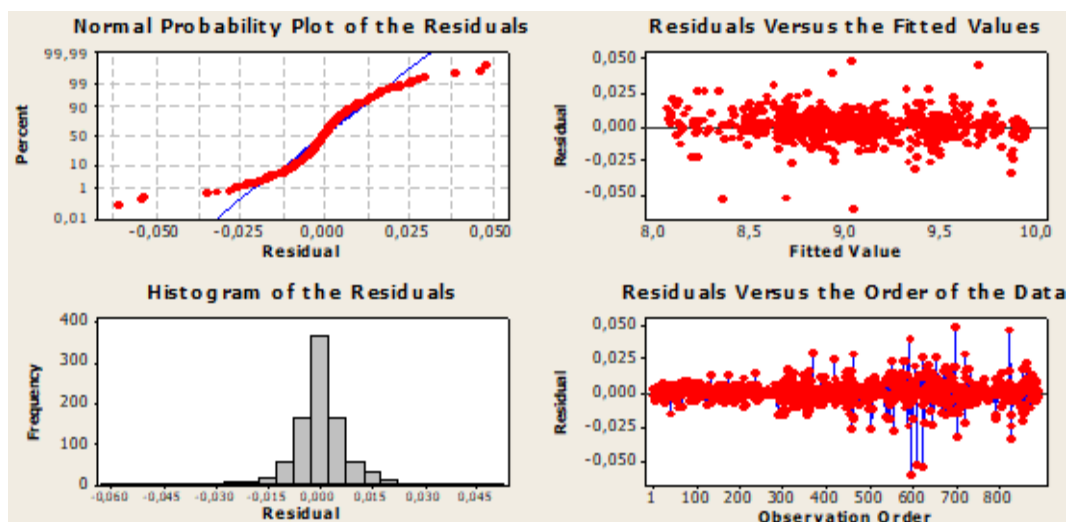 Normal Probability Plot of the Residuals
99,99
99
90
50
10
1
0,01
Percent
-0,050 -0,025 0,000 0,025 0,050
Residual
Residuals Versus the Fitted Values
0,050
0,025
0,000
-0,025
-0,050
Residual
8,0 8,5 9,0 9,5 10,0
Fitted Value
Histogram of the Residuals
400
300
200
100
0
Frequency
-0,060 -0,045 -0,030 -0,015 0,000 0,015 0,030 0,045
Residual
Residuals Versus the Order of the Data
0,050
0,025
0,000
-0,025
-0,050
Residual
1 100 200 300 400 500 600 700 800
Observation Order